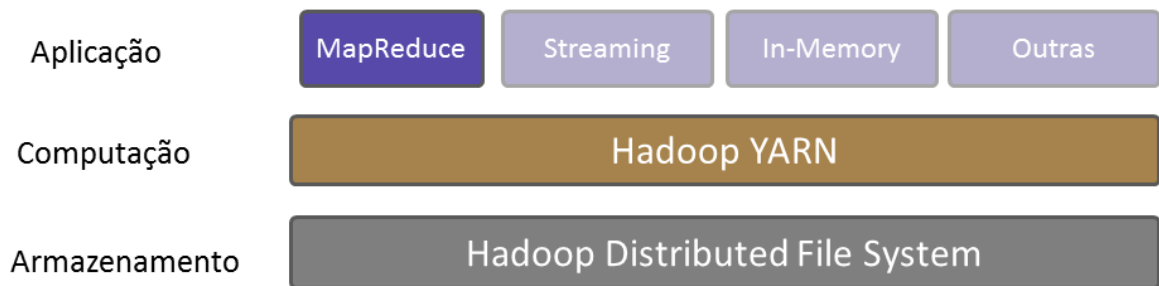 Aplicação
MapReduce
Streaming
In-Memory
Outras
Computação
Hadoop YARN
Armazenamento
Hadoop Distributed File System